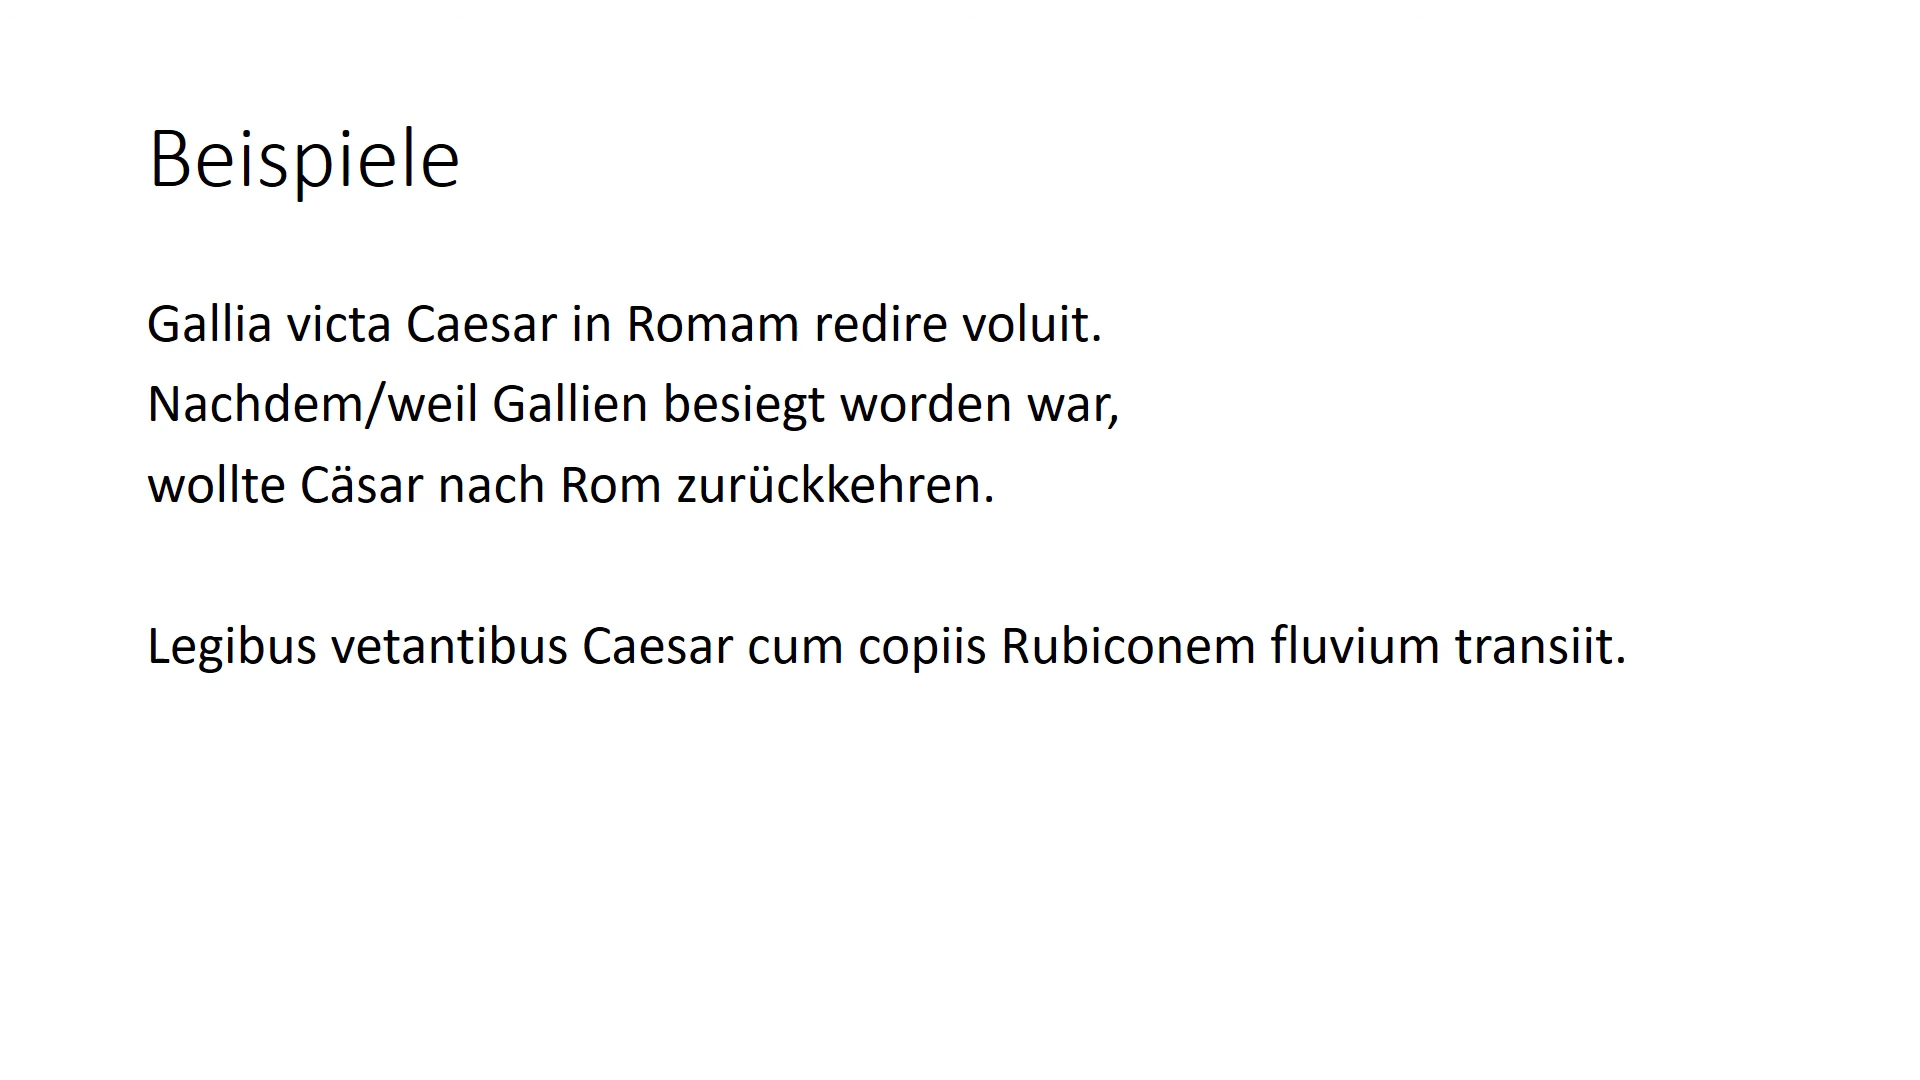 Beispiele
Gallia victa Caesar in Romam redire voluit.
Nachdem/weil Gallien besiegt worden war,
wollte Cäsar nach Rom zurückkehren.
Legibus vetantibus Caesar cum copiis Rubiconem fluvium transiit.